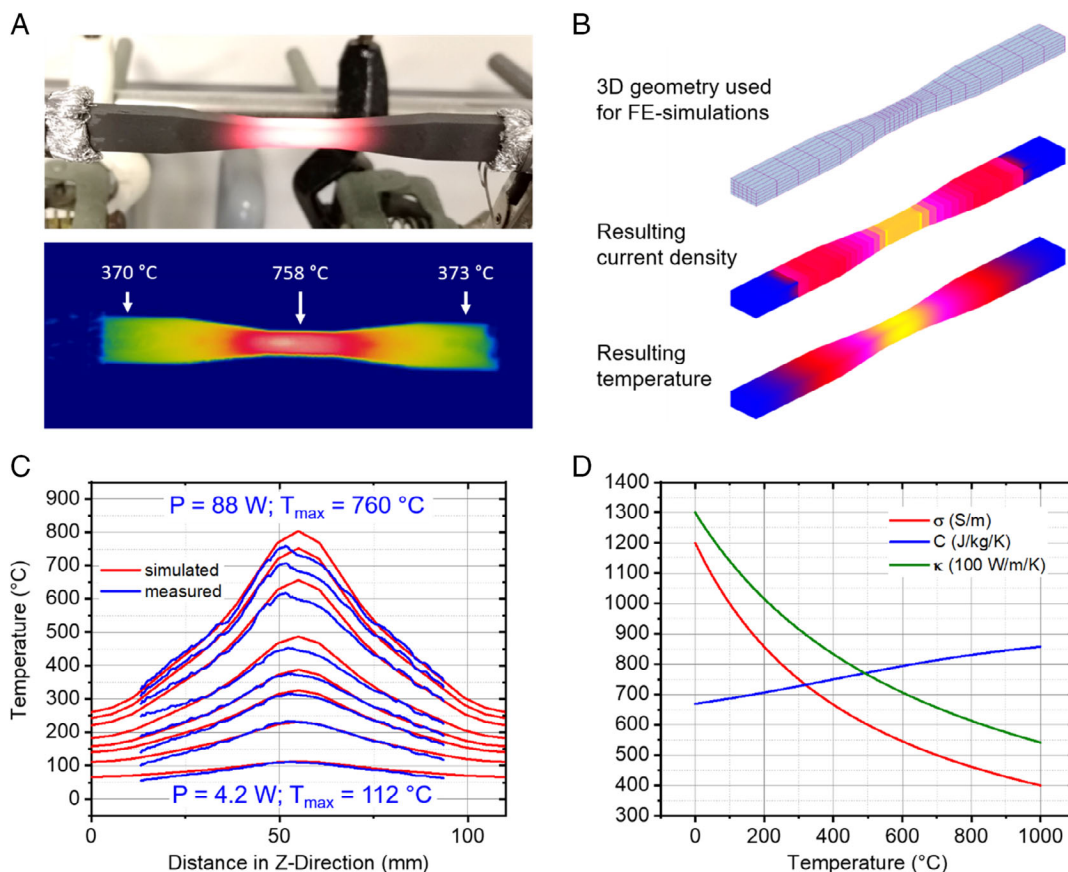 A
370 °C
758 °C
373 °C
B
3D geometry used
for FE-simulations
Resulting
current density
Resulting
temperature
C
P = 88 W; Tmax = 760 °C
simulated
measured
P = 4.2 W; Tmax = 112 °C
Temperature (°C)
900
800
700
600
500
400
300
200
100
0
0
50
100
Distance in Z-Direction (mm)
D
1400
1300
1200
1100
1000
900
800
700
600
500
400
300
σ (S/m)
C (J/kg/K)
κ (100 W/m/K)
0
200
400
600
800
1000
Temperature (°C)